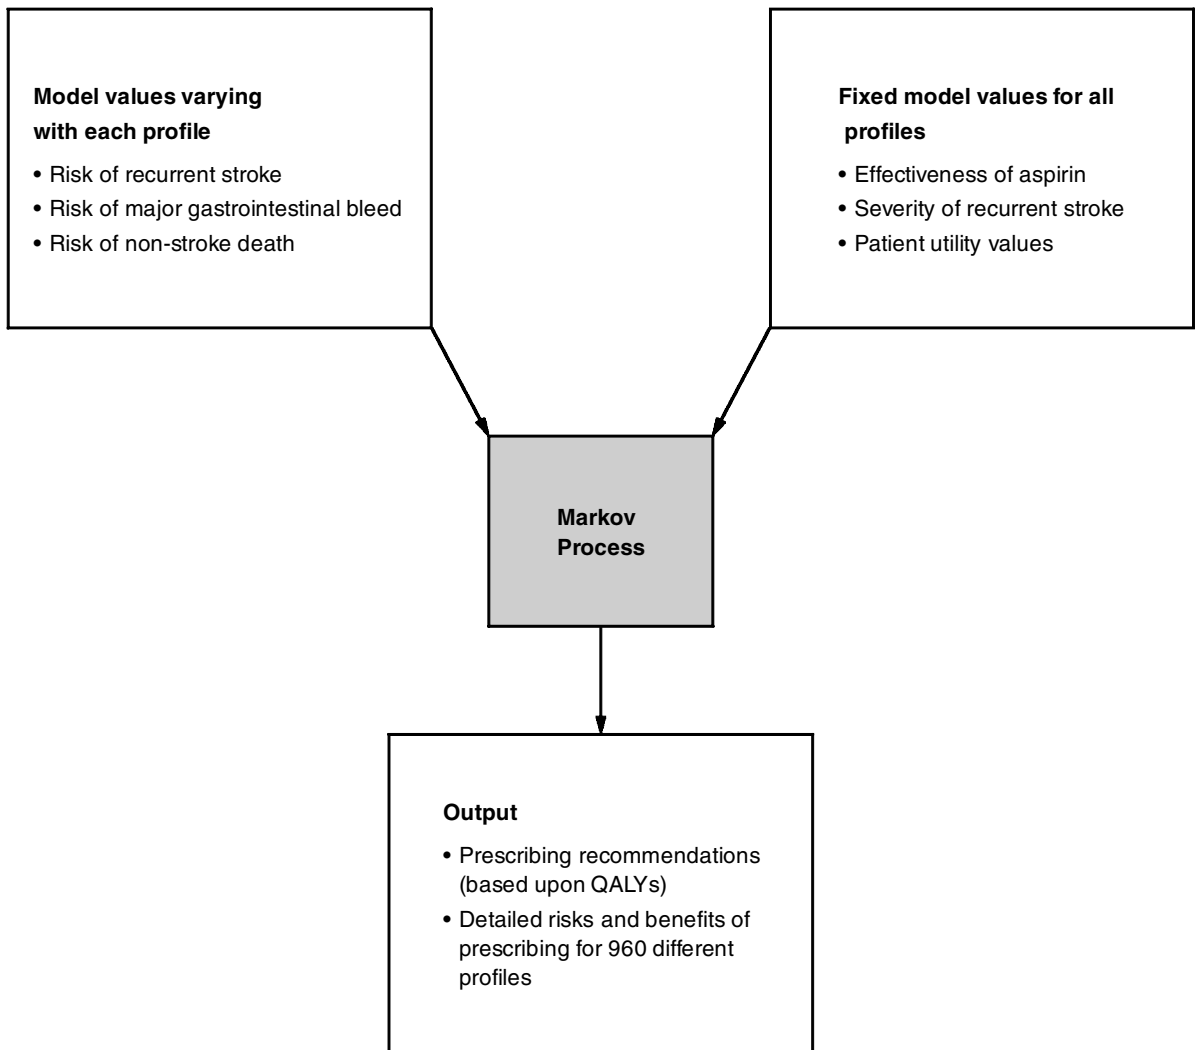 Model values varying
with each profile
• Risk of recurrent stroke
• Risk of major gastrointestinal bleed
• Risk of non-stroke death
Fixed model values for all
profiles
• Effectiveness of aspirin
• Severity of recurrent stroke
• Patient utility values
Markov
Process
Output
• Prescribing recommendations
(based upon QALYs)
• Detailed risks and benefits of
prescribing for 960 different
profiles